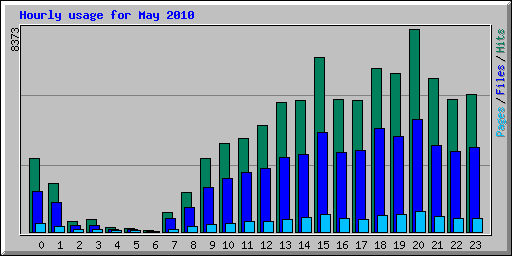 Hourly usage for May 2010
8373
Pages / Files / Hits
0 1 2 3 4 5 6 7 8 9 10 11 12 13 14 15 16 17 18 19 20 21 22 23